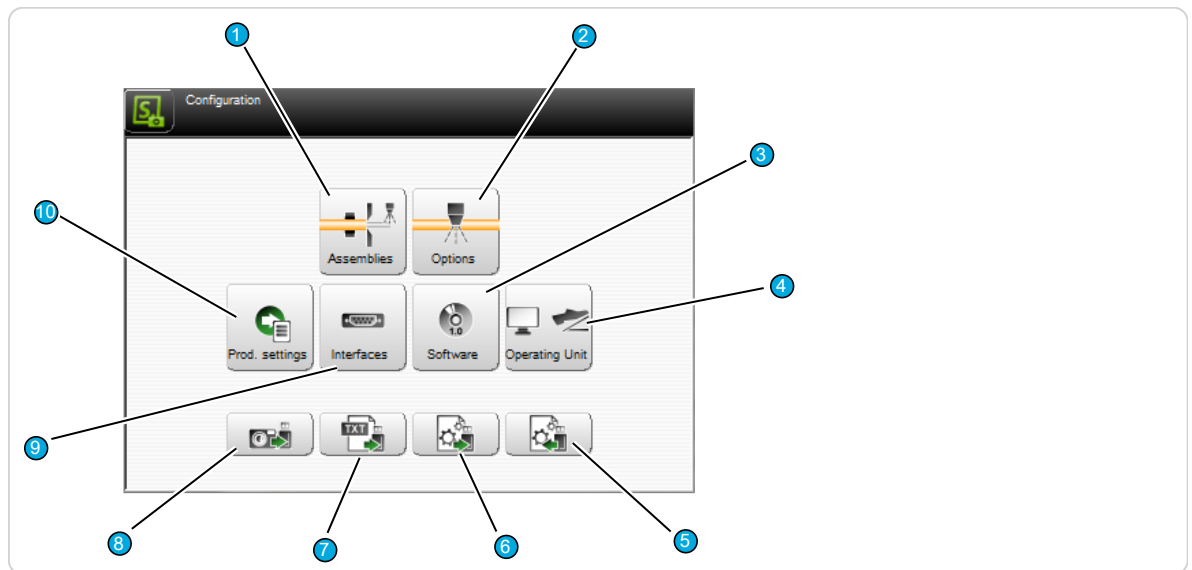 1
2
Configuration
3
10
Assemblies
Options
4
1.0
Prod. settings
Interfaces
Software
Operating Unit
TXT
9
8
7
6
5